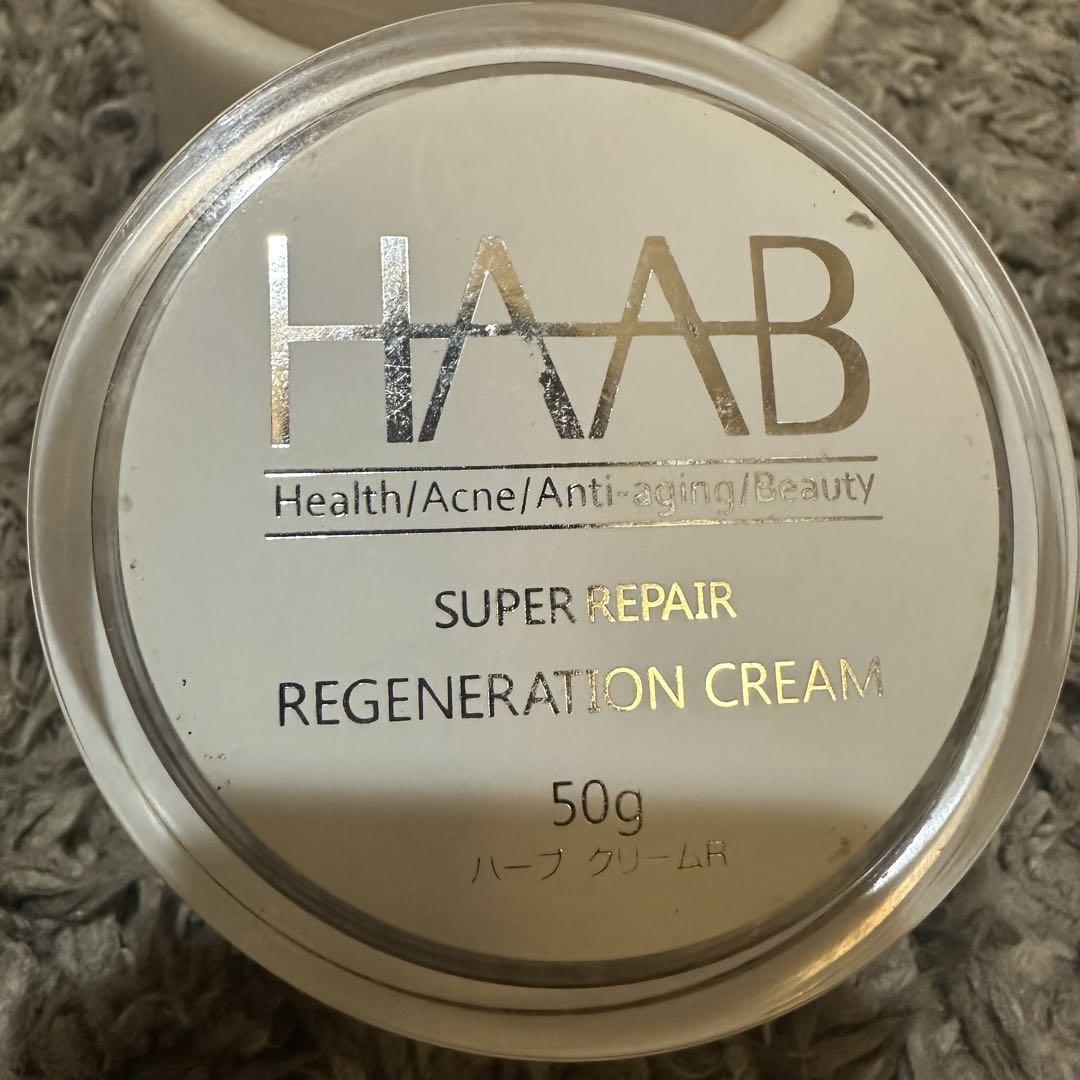 HAAB
Health/Acne/Anti-aging/Beauty
SUPER REPAIR
REGENERATION CREAM
50g
ハーブ クリームR